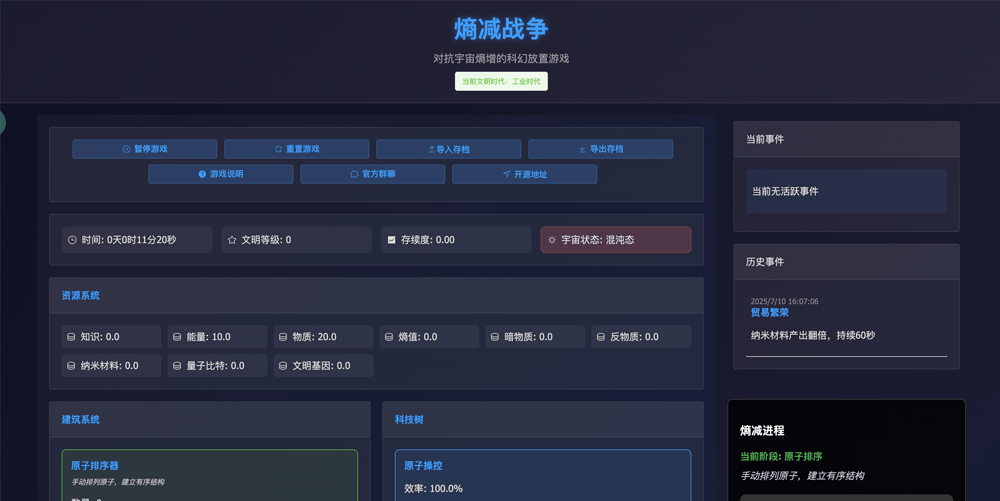 熵减战争
对抗宇宙熵增的科幻放置游戏
当前文明时代：工业时代
暂停游戏
重置游戏
导入存档
导出存档
游戏说明
官方群聊
开源地址
时间: 0天0时11分20秒
文明等级: 0
存续度: 0.00
宇宙状态: 混沌态
资源系统
知识: 0.0
能量: 10.0
物质: 20.0
熵值: 0.0
暗物质: 0.0
反物质: 0.0
纳米材料: 0.0
量子比特: 0.0
文明基因: 0.0
建筑系统
原子排序器
手动排列原子，建立有序结构
数量: 0
科技树
原子操控
效率: 100.0%
当前事件
当前无活跃事件
历史事件
2025/7/10 16:07:06
贸易繁荣
纳米材料产出翻倍，持续60秒
熵减进程
当前阶段: 原子排序
手动排列原子，建立有序结构